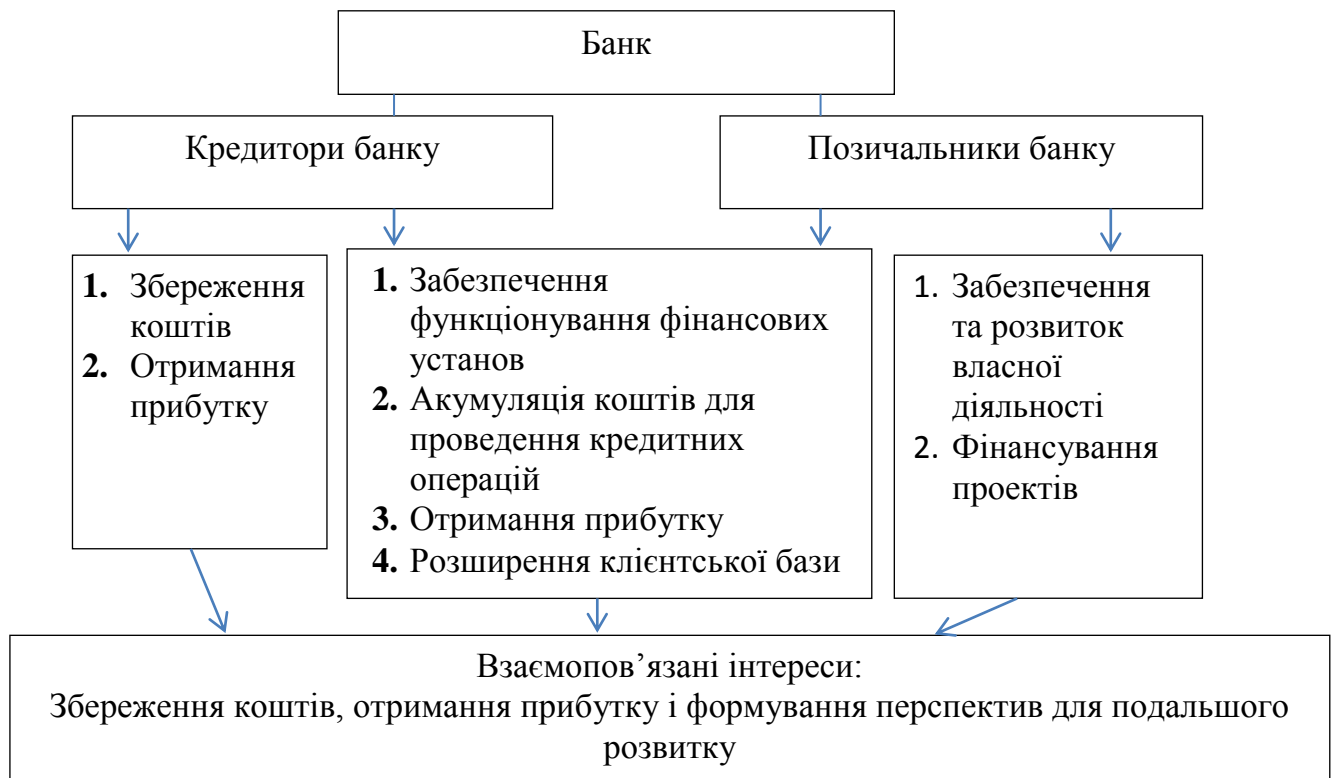 Банк
Кредитори банку
Позичальники банку
1. Збереження
коштів
2. Отримання
прибутку
1. Забезпечення
функціонування фінансових
установ
2. Акумуляція коштів для
проведення кредитних
операцій
3. Отримання прибутку
4. Розширення клієнтської бази
1. Забезпечення
та розвиток
власної
діяльності
2. Фінансування
проектів
Взаємопов’язані інтереси:
Збереження коштів, отримання прибутку і формування перспектив для подальшого
розвитку